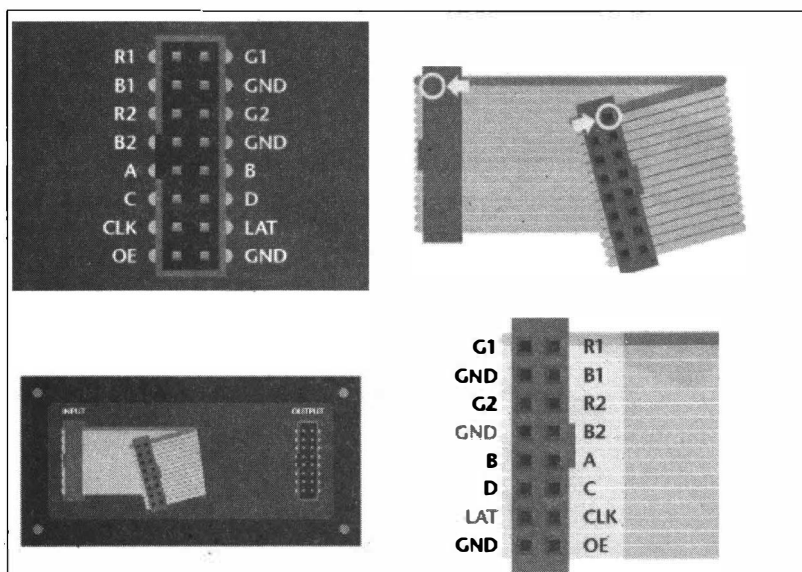 R1 G1
B1 GND
R2 G2
B2 GND
A B
C D
CLK LAT
OE GND
INPUT OUTPUT
G1 R1
GND B1
G2 R2
GND B2
B A
D C
LAT CLK
GND OE